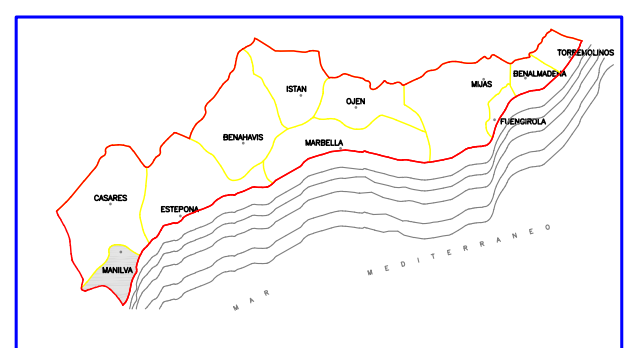 TORREMOLINOS
BENALMADENA
MIJAS
ISTAN
OJEN
FUENGIROLA
BENAHAVIS
MARBELLA
CASARES
ESTEPONA
MANILVA
MAR MEDITERRANEO